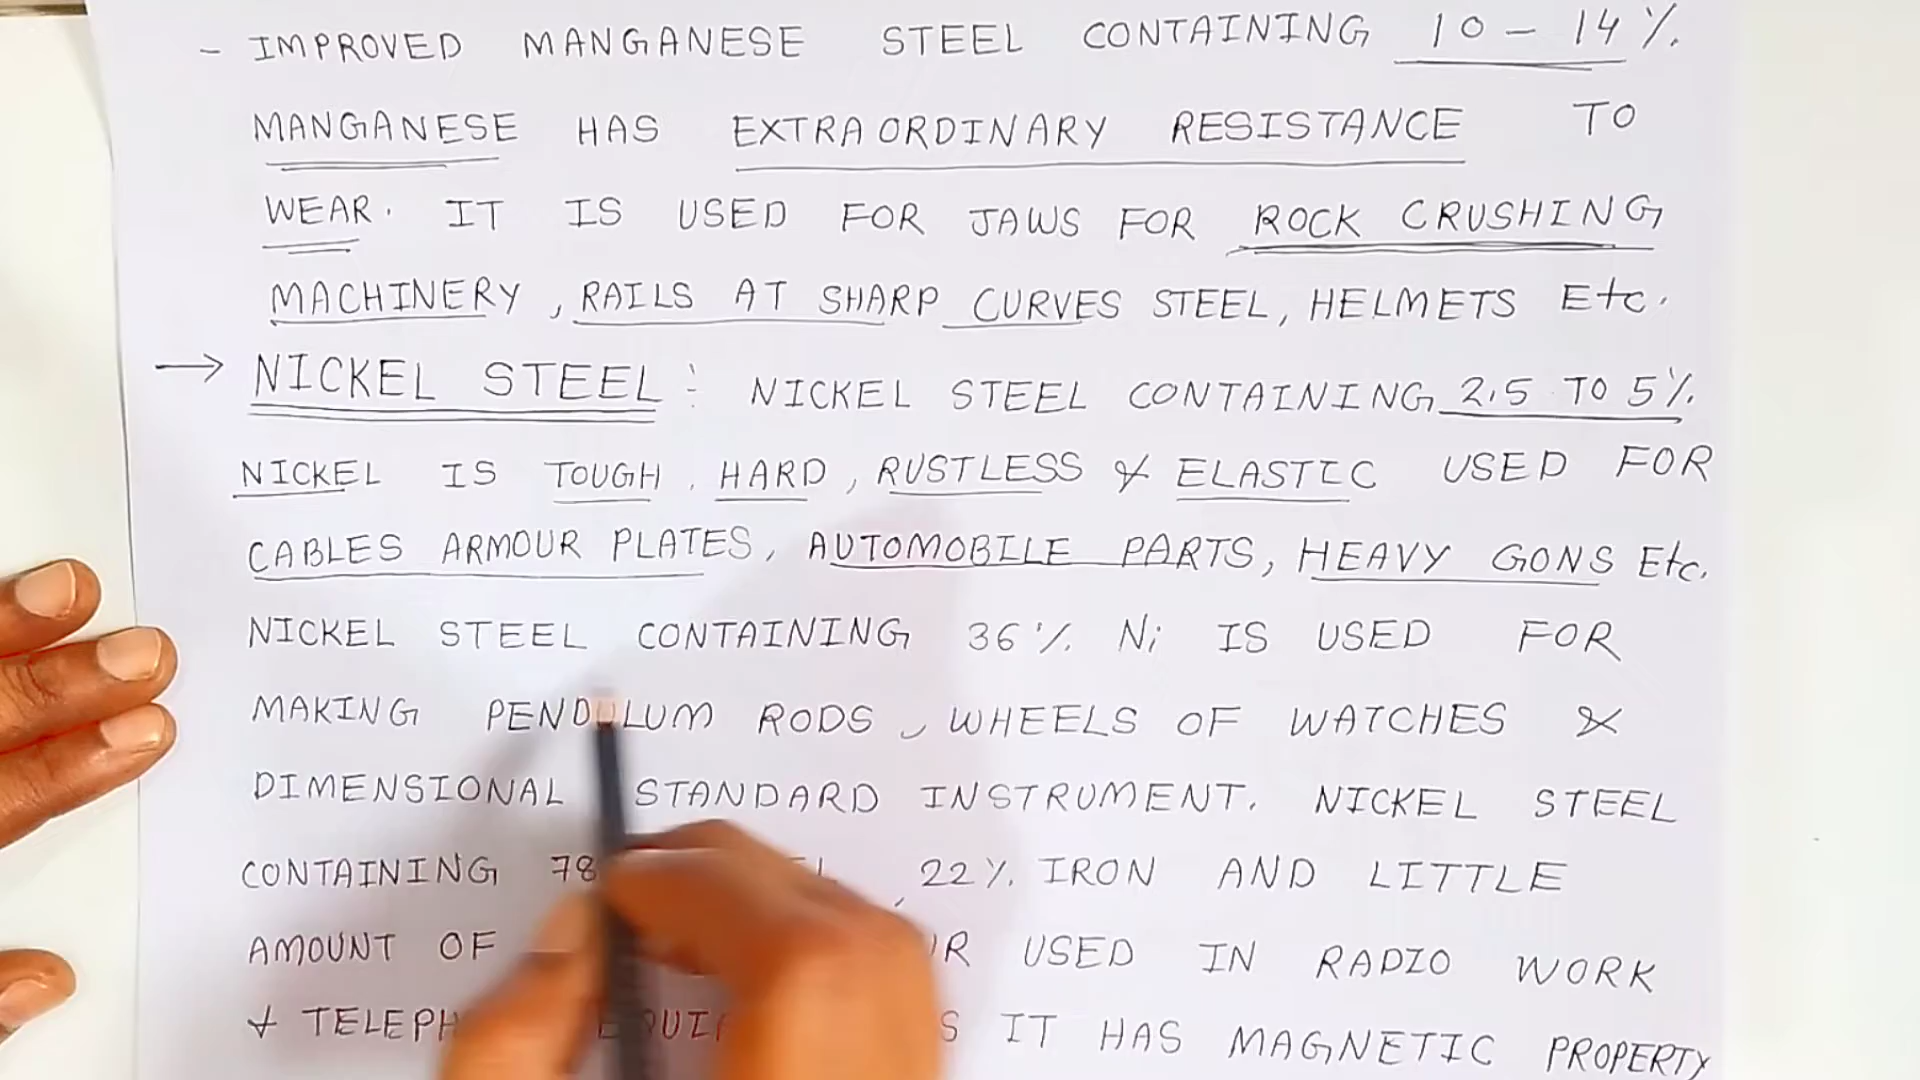 - IMPROVED MANGANESE STEEL CONTAINING 10 - 14 %.
MANGANESE HAS EXTRAORDINARY RESISTANCE TO
WEAR. IT IS USED FOR JAWS FOR ROCK CRUSHING
MACHINERY, RAILS AT SHARP CURVES STEEL, HELMETS Etc.
→ NICKEL STEEL : NICKEL STEEL CONTAINING 2.5 TO 5%
NICKEL IS TOUGH, HARD, RUSTLESS & ELASTIC USED FOR
CABLES ARMOUR PLATES, AUTOMOBILE PARTS, HEAVY GONS Etc.
NICKEL STEEL CONTAINING 36% Ni IS USED FOR
MAKING PENDULUM RODS, WHEELS OF WATCHES &
DIMENSIONAL STANDARD INSTRUMENT. NICKEL STEEL
CONTAINING 78 , 22% IRON AND LITTLE
AMOUNT OF USED IN RADIO WORK
& IT HAS MAGNETIC PROPERTY